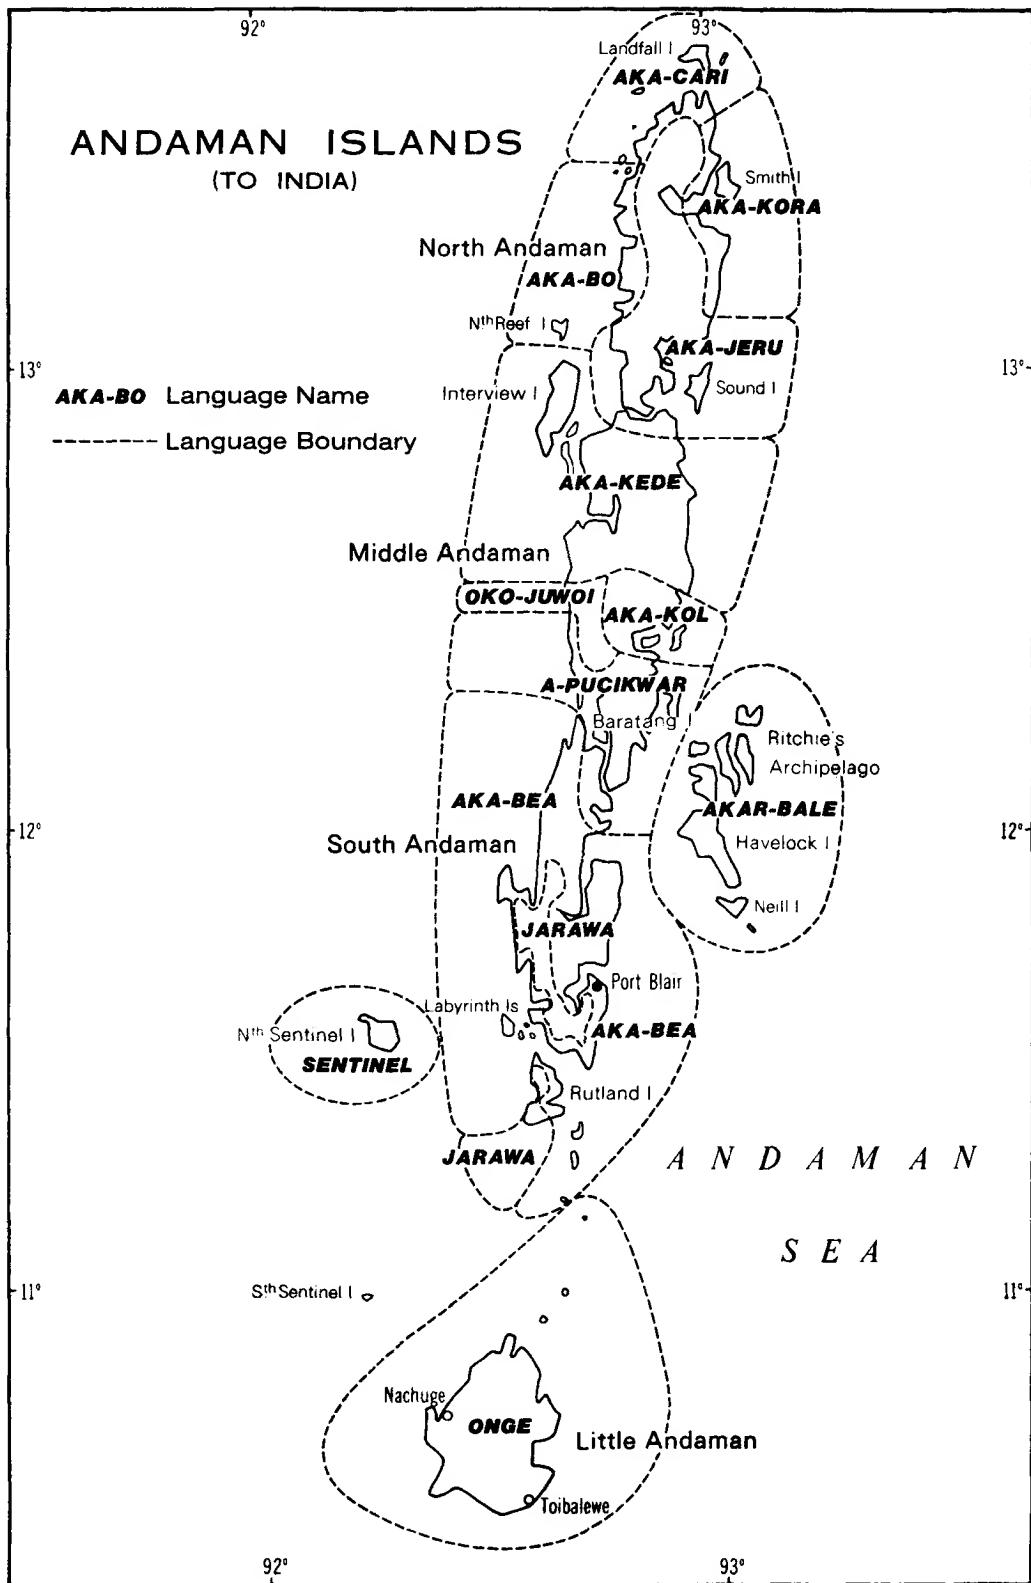 92°
93°
Landfall I
AKA-CARI
ANDAMAN ISLANDS
(TO INDIA)
Smith I
AKA-KORA
North Andaman
AKA-BO
Nth Reef I
AKA-JERU
13°
13°
Interview I
Sound I
AKA-BO Language Name
Language Boundary
AKA-KEDE
Middle Andaman
OKO-JUWOI
AKA-KOL
A-PUCIKWAR
Baratang I
Ritchie's
Archipelago
AKA-BEA
AKAR-BALE
12°
12°
South Andaman
Havelock I
Neill I
JARAWA
Port Blair
Labyrinth Is
Nth Sentinel I
AKA-BEA
SENTINEL
Rutland I
JARAWA
ANDAMAN
SEA
11°
11°
Sth Sentinel I
Nachuge
ONGE
Little Andaman
Toibalewe
92°
93°